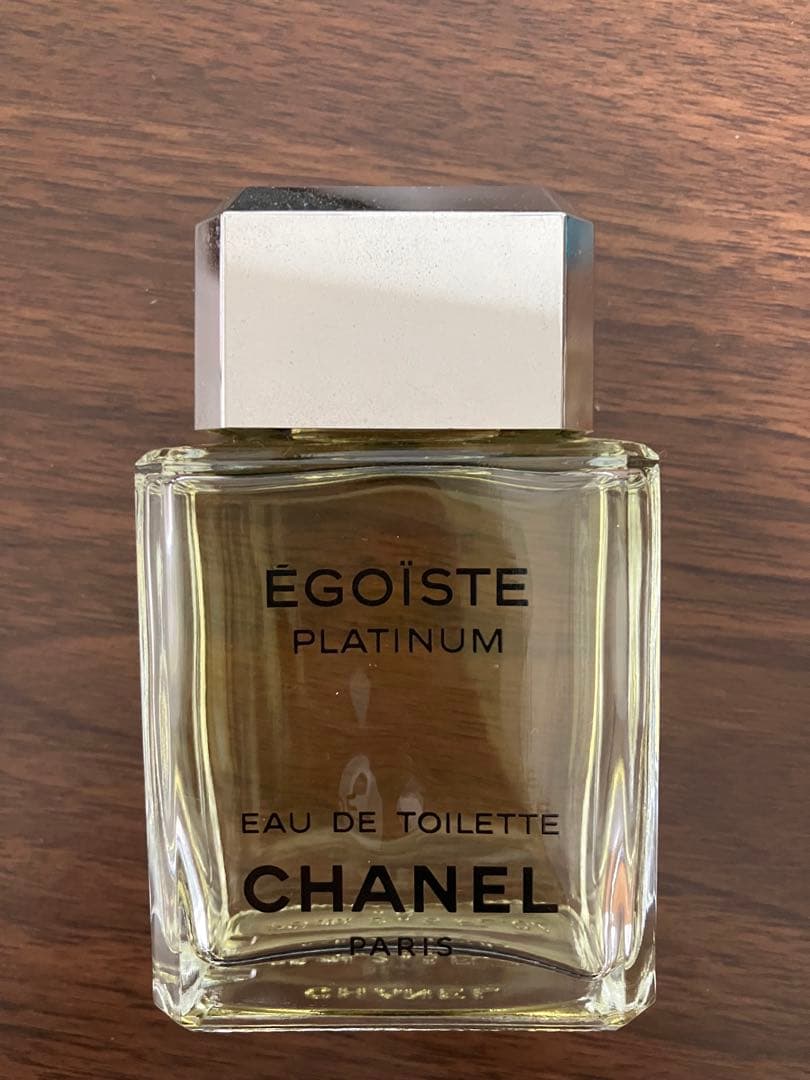 ÉGOÏSTE
PLATINUM
EAU DE TOILETTE
CHANEL
PARIS